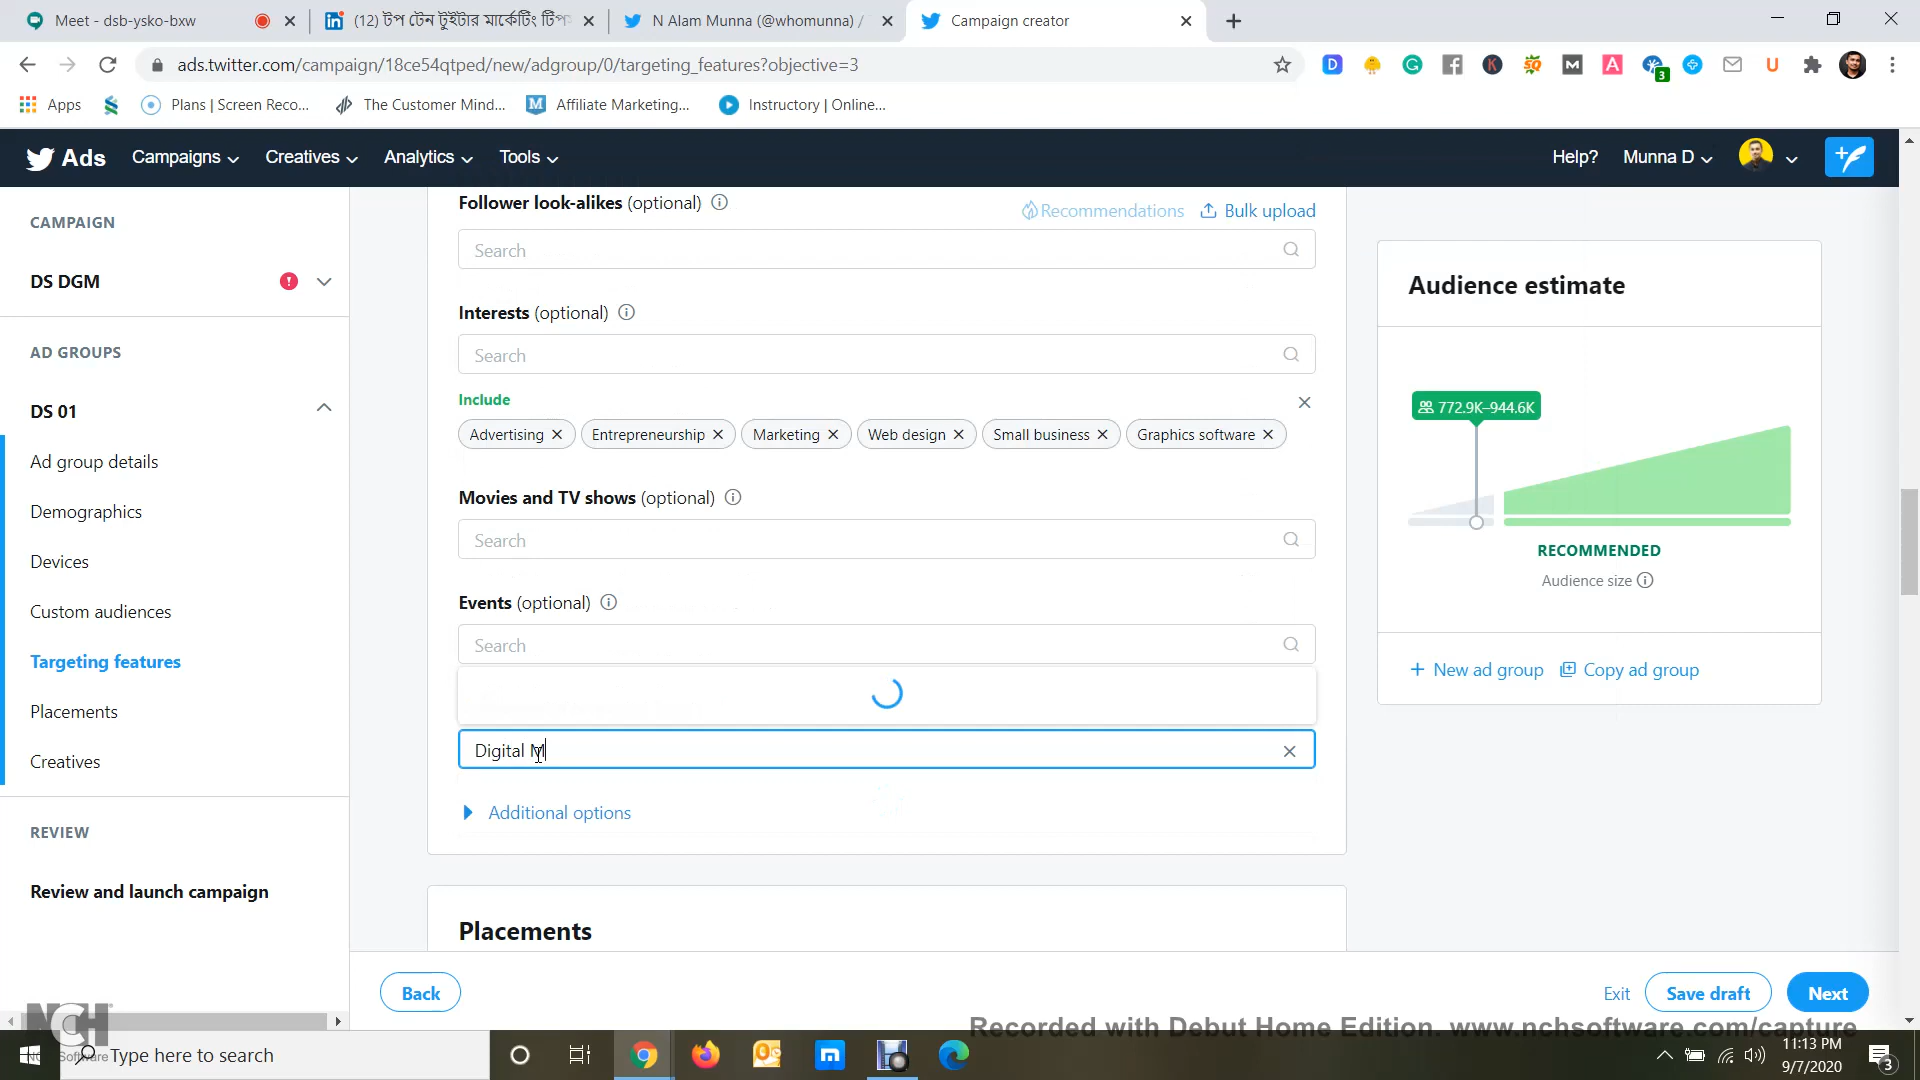 Meet - dsb-ysko-bxw
(12) টপ টেন টুইটার মার্কেটিং টিপ
N Alam Munna (@whomunna) /
Campaign creator
ads.twitter.com/campaign/18ce54qtped/new/adgroup/0/targeting_features?objective=3
Apps
Plans | Screen Reco...
The Customer Mind...
Affiliate Marketing...
Instructory | Online...
Ads
Campaigns
Creatives
Analytics
Tools
Help?
Munna D
CAMPAIGN
DS DGM
AD GROUPS
DS 01
Ad group details
Demographics
Devices
Custom audiences
Targeting features
Placements
Creatives
REVIEW
Review and launch campaign
Follower look-alikes (optional)
Recommendations
Bulk upload
Search
Interests (optional)
Search
Include
Advertising
Entrepreneurship
Marketing
Web design
Small business
Graphics software
Movies and TV shows (optional)
Search
Events (optional)
Search
Digital M
Additional options
Placements
Audience estimate
772.9K–944.6K
RECOMMENDED
Audience size
+ New ad group
Copy ad group
Back
Exit
Save draft
Next
Recorded with Debut Home Edition. www.nchsoftware.com/capture
NCH
NCH Software
Type here to search
11:13 PM
9/7/2020
3
3